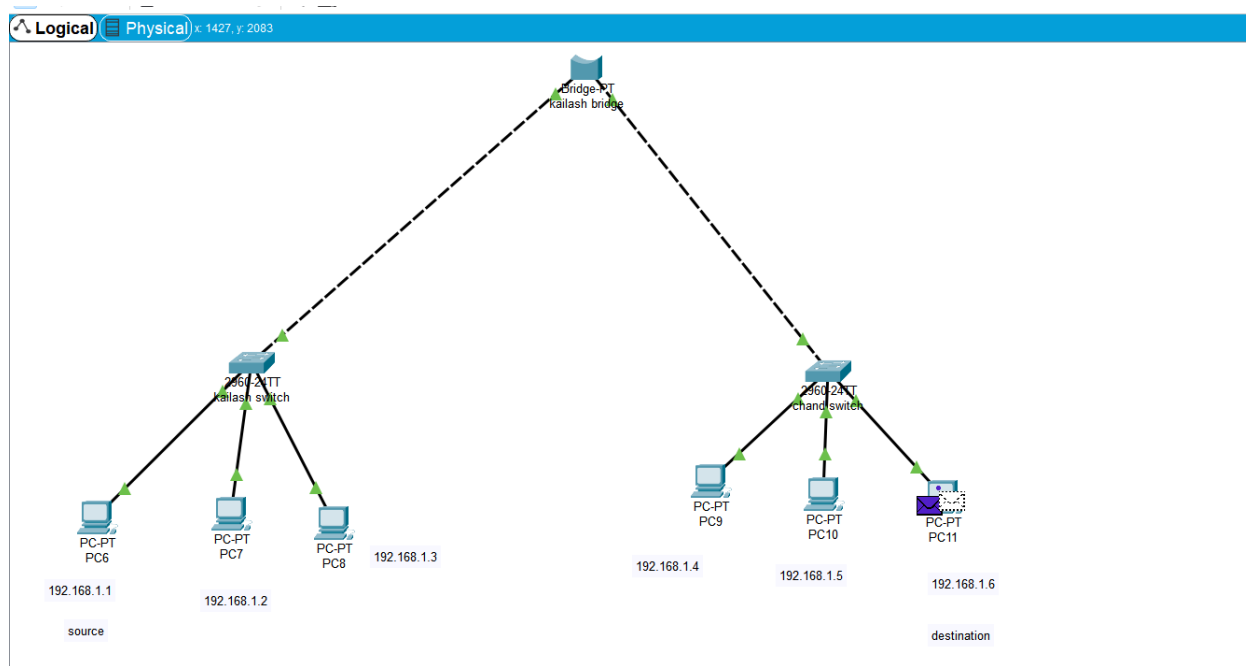 Logical
Physical
x: 1427, y: 2083
Bridge-PT
kailash bridge
2960-24TT
kailash switch
2960-24TT
chand switch
PC-PT
PC6
PC-PT
PC7
PC-PT
PC8
PC-PT
PC9
PC-PT
PC10
PC-PT
PC11
192.168.1.1
192.168.1.2
192.168.1.3
192.168.1.4
192.168.1.5
192.168.1.6
source
destination